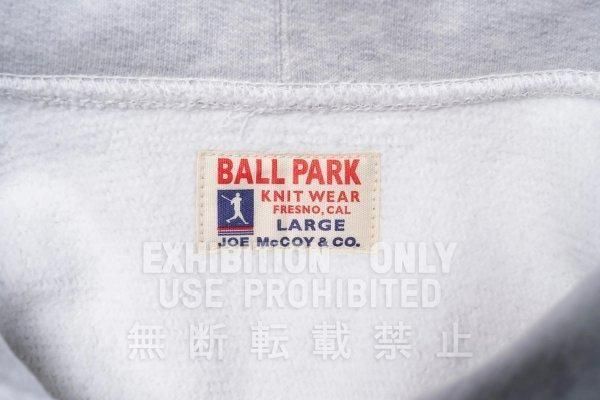 BALL PARK
KNIT WEAR
FRESNO, CAL
LARGE
JOE McCOY & CO.
EXHIBITION ONLY
USE PROHIBITED
無断転載禁止